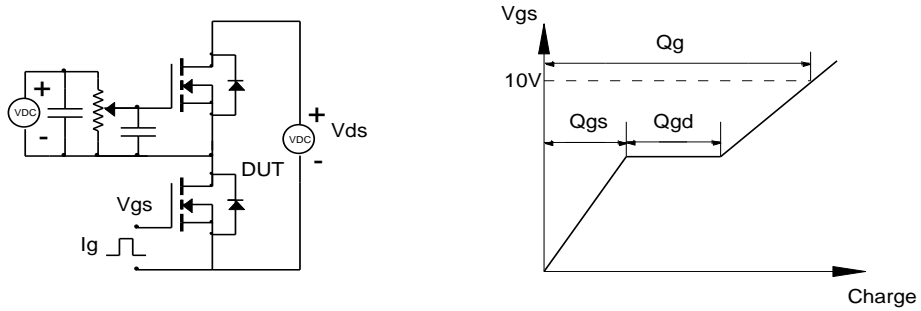 +
VDC
-
+
VDC
-
Vds
DUT
Vgs
Ig
Vgs
Qg
10V
Qgs
Qgd
Charge